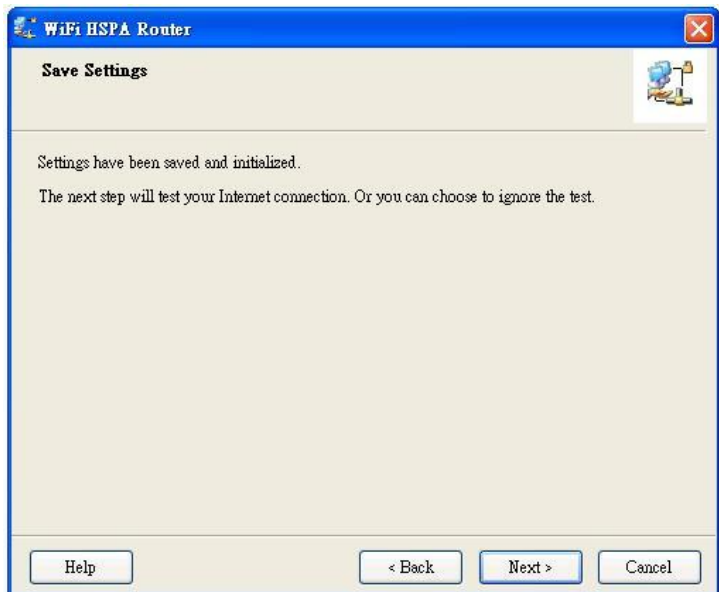 WiFi HSPA Router
Save Settings
Settings have been saved and initialized.
The next step will test your Internet connection. Or you can choose to ignore the test.
Help
< Back
Next >
Cancel